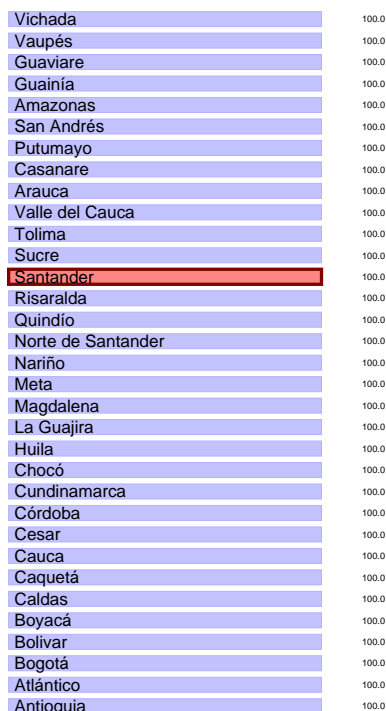 Vichada 100.0
Vaupés 100.0
Guaviare 100.0
Guainía 100.0
Amazonas 100.0
San Andrés 100.0
Putumayo 100.0
Casanare 100.0
Arauca 100.0
Valle del Cauca 100.0
Tolima 100.0
Sucre 100.0
Santander 100.0
Risaralda 100.0
Quindío 100.0
Norte de Santander 100.0
Nariño 100.0
Meta 100.0
Magdalena 100.0
La Guajira 100.0
Huila 100.0
Chocó 100.0
Cundinamarca 100.0
Córdoba 100.0
Cesar 100.0
Cauca 100.0
Caquetá 100.0
Caldas 100.0
Boyacá 100.0
Bolivar 100.0
Bogotá 100.0
Atlántico 100.0
Antioquia 100.0